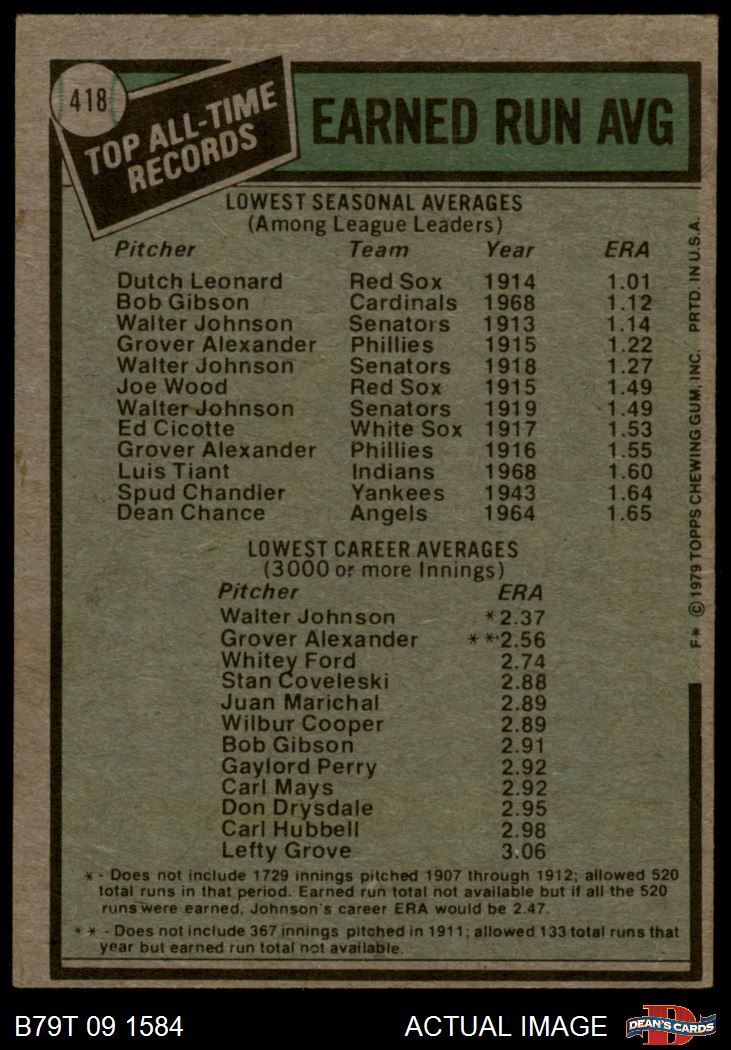 418
TOP ALL-TIME
RECORDS
EARNED RUN AVG
LOWEST SEASONAL AVERAGES
(Among League Leaders)
Pitcher Team Year ERA
Dutch Leonard Red Sox 1914 1.01
Bob Gibson Cardinals 1968 1.12
Walter Johnson Senators 1913 1.14
Grover Alexander Phillies 1915 1.22
Walter Johnson Senators 1918 1.27
Joe Wood Red Sox 1915 1.49
Walter Johnson Senators 1919 1.49
Ed Cicotte White Sox 1917 1.53
Grover Alexander Phillies 1916 1.55
Luis Tiant Indians 1968 1.60
Spud Chandler Yankees 1943 1.64
Dean Chance Angels 1964 1.65
LOWEST CAREER AVERAGES
(3000 or more Innings)
Pitcher ERA
Walter Johnson *2.37
Grover Alexander **2.56
Whitey Ford 2.74
Stan Coveleski 2.88
Juan Marichal 2.89
Wilbur Cooper 2.89
Bob Gibson 2.91
Gaylord Perry 2.92
Carl Mays 2.92
Don Drysdale 2.95
Carl Hubbell 2.98
Lefty Grove 3.06
* - Does not include 1729 innings pitched 1907 through 1912; allowed 520
total runs in that period. Earned run total not available but if all the 520
runs were earned, Johnson's career ERA would be 2.47.
* * - Does not include 367 innings pitched in 1911; allowed 133 total runs that
year but earned run total not available.
F* © 1979 TOPPS CHEWING GUM, INC. PRTD. IN U.S.A.
B79T 09 1584 ACTUAL IMAGE
D
DEAN'S CARDS